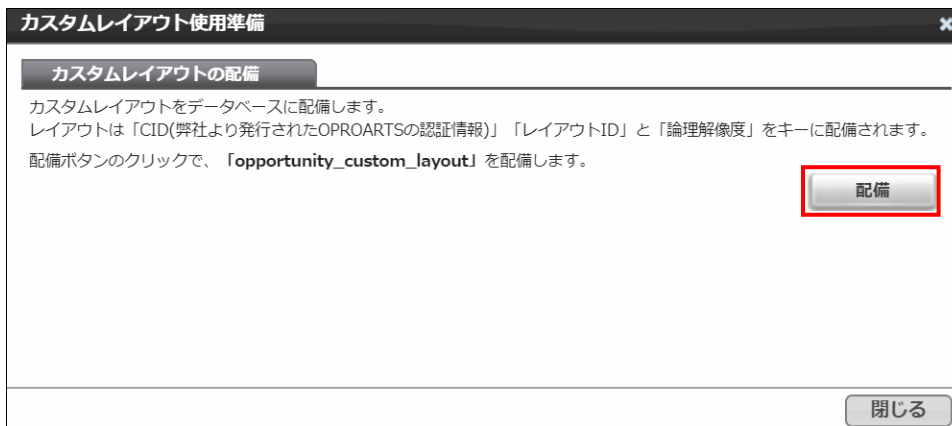 カスタムレイアウト使用準備
カスタムレイアウトの配備
カスタムレイアウトをデータベースに配備します。
レイアウトは「CID(弊社より発行されたOPROARTSの認証情報)」「レイアウトID」と「論理解像度」をキーに配備されます。
配備ボタンのクリックで、「opportunity_custom_layout」を配備します。
配備
閉じる